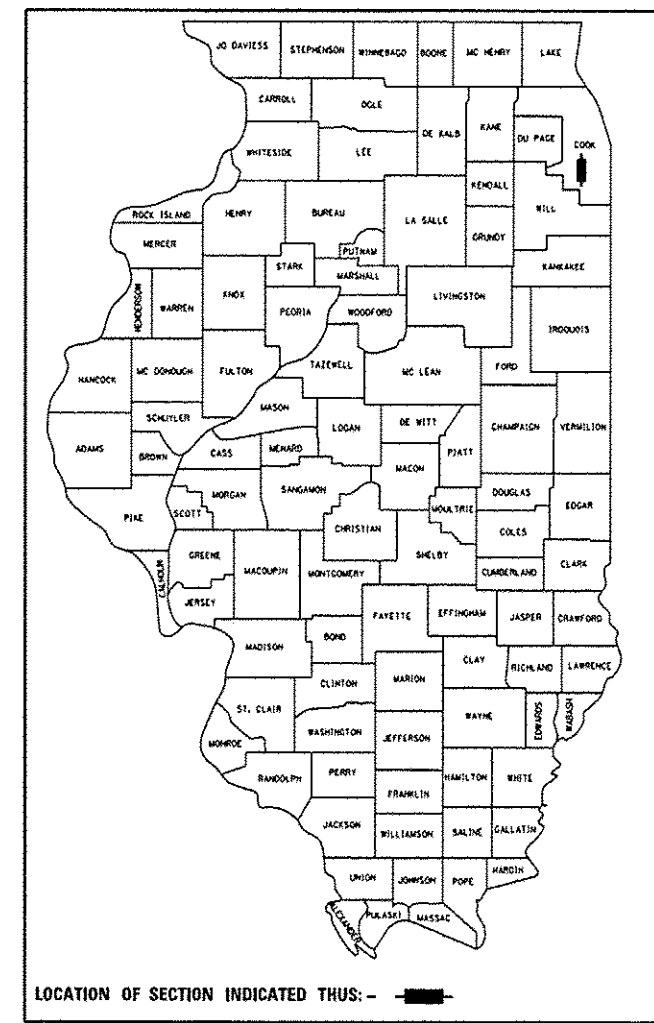 JO DAVIESS STEPHENSON WINNEBAGO BOONE MC HENRY LAKE
CARROLL OGLE KANE COOK
DE KALB DU PAGE
WHITESIDE LEE
KENDALL
ROCK ISLAND HENRY BUREAU LA SALLE WILL
MERCER PUTNAM GRUNDY
STARK KANKAKEE
MARSHALL
HENDERSON WARREN KNOX PEORIA WOODFORD LIVINGSTON IROQUOIS
HANCOCK MC DONOUGH FULTON TAZEWELL MC LEAN FORD
MASON
SCHUYLER LOGAN DE WITT CHAMPAIGN VERMILION
ADAMS BROWN CASS MENARD PIATT
MACON
PIKE SCOTT MORGAN SANGAMON MOULTRIE DOUGLAS EDGAR
CHRISTIAN COLES
CALHOUN GREENE MACOUPIN MONTGOMERY SHELBY CUMBERLAND CLARK
JERSEY FAYETTE EFFINGHAM JASPER CRAWFORD
MADISON BOND
CLAY RICHLAND LAWRENCE
CLINTON MARION
ST. CLAIR WAYNE EDWARDS WABASH
WASHINGTON JEFFERSON
MONROE
RANDOLPH PERRY HAMILTON WHITE
FRANKLIN
JACKSON WILLIAMSON SALINE GALLATIN
UNION JOHNSON POPE HARDIN
ALEXANDER PULASKI MASSAC
LOCATION OF SECTION INDICATED THUS: -